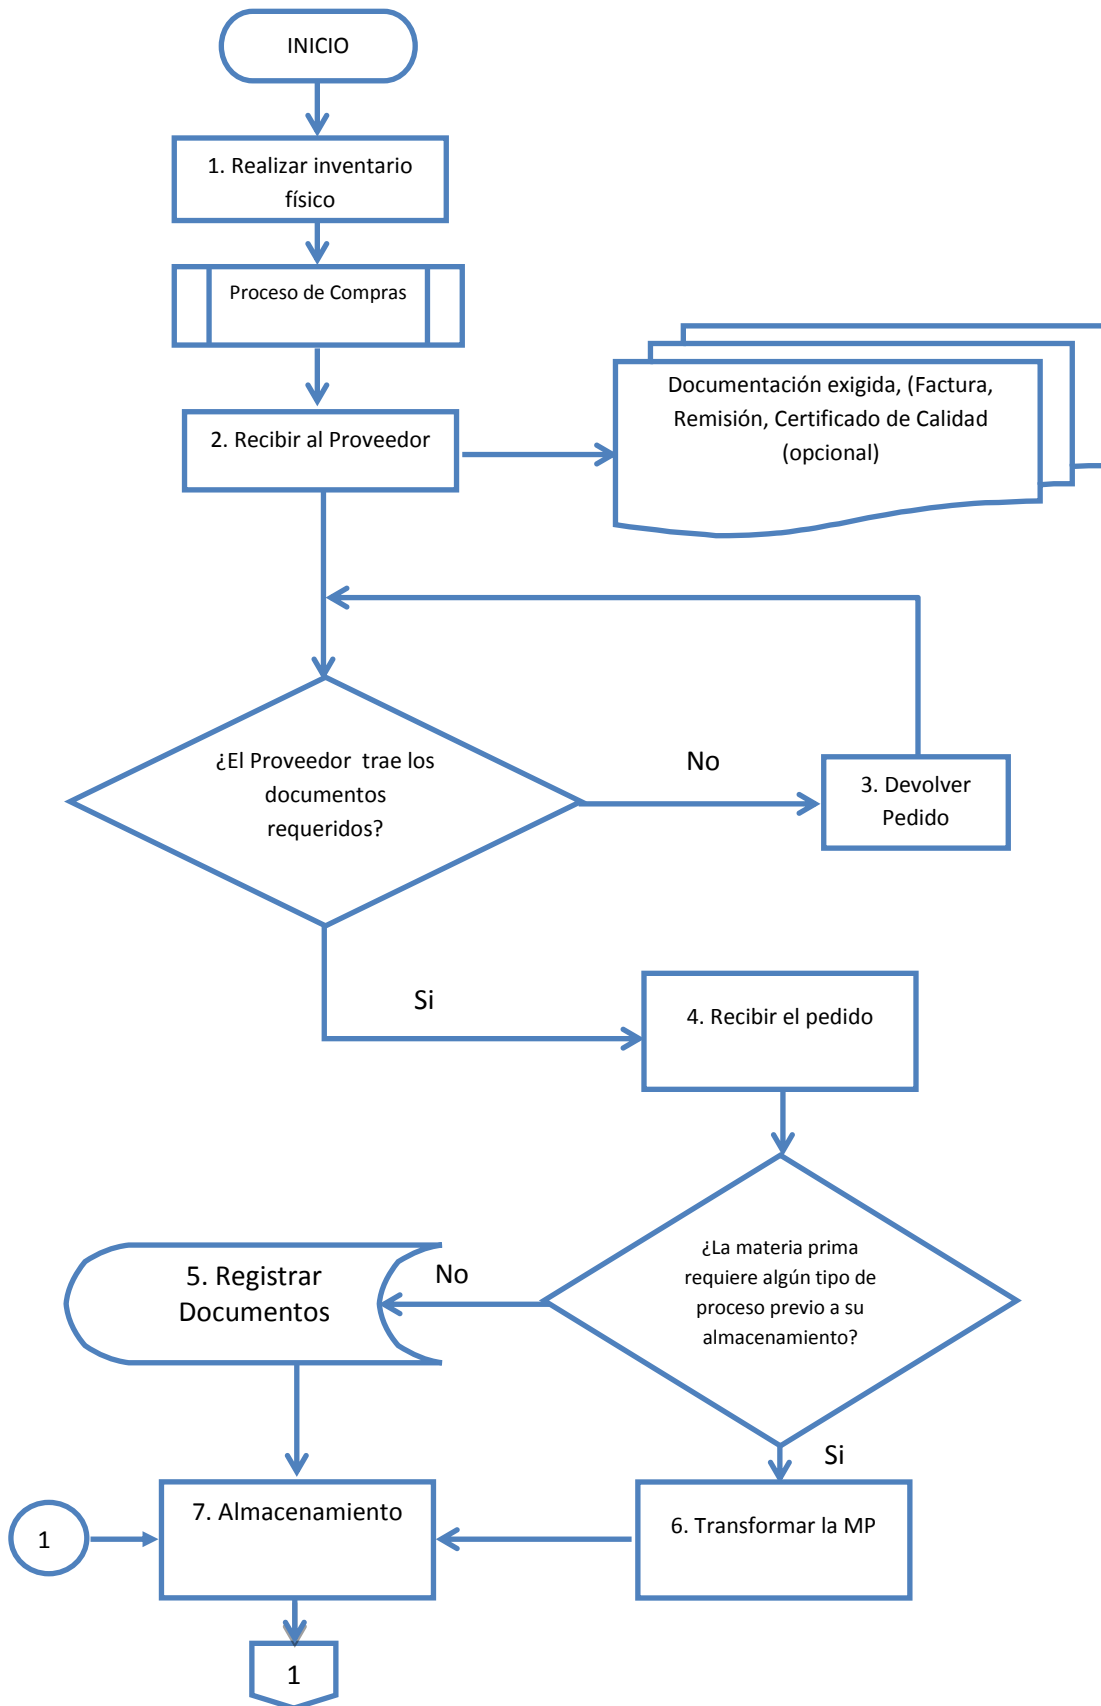 INICIO
1. Realizar inventario
físico
Proceso de Compras
2. Recibir al Proveedor
Documentación exigida, (Factura,
Remisión, Certificado de Calidad
(opcional)
¿El Proveedor  trae los
documentos
requeridos?
No
3. Devolver
Pedido
Si
4. Recibir el pedido
¿La materia prima
requiere algún tipo de
proceso previo a su
almacenamiento?
No
5. Registrar
Documentos
Si
6. Transformar la MP
7. Almacenamiento
1
1